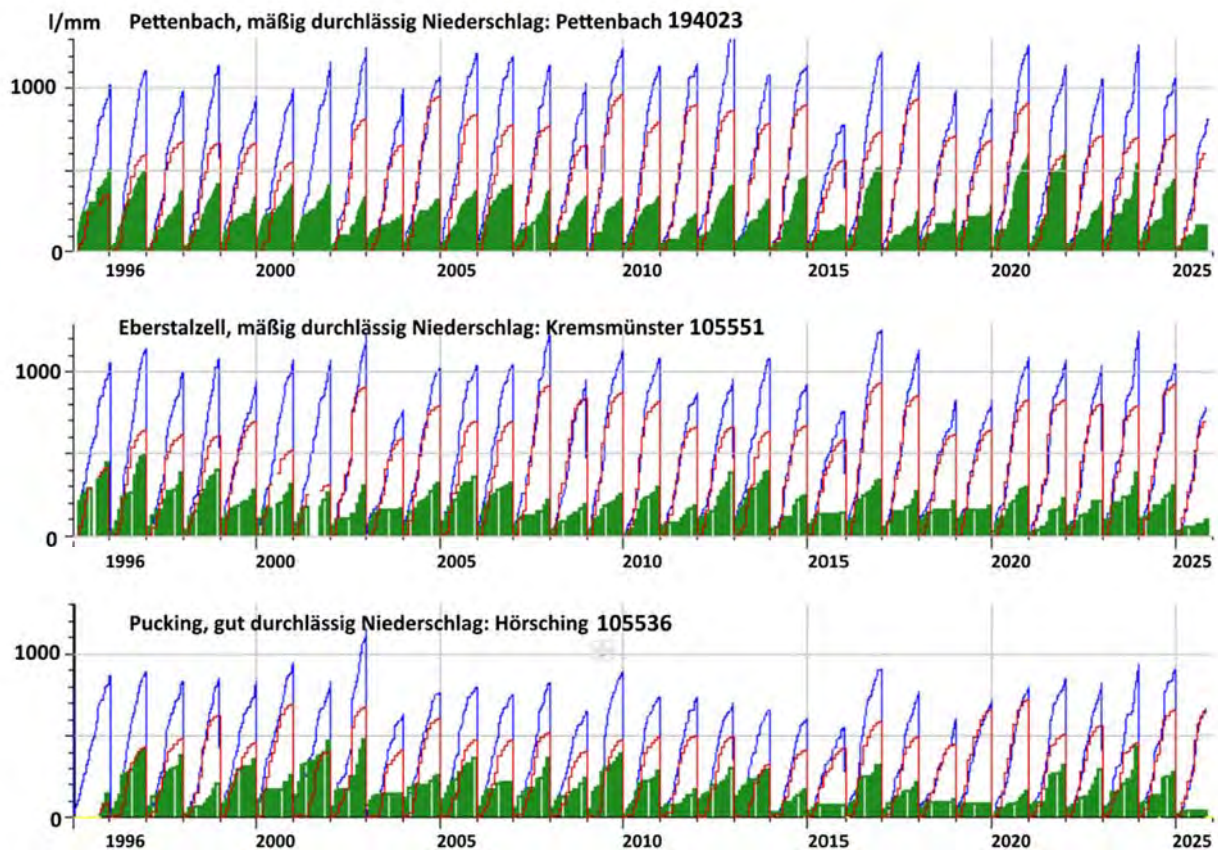 l/mm Pettenbach, mäßig durchlässig Niederschlag: Pettenbach 194023
1000
0
1996 2000 2005 2010 2015 2020 2025
Eberstalzell, mäßig durchlässig Niederschlag: Kremsmünster 105551
1000
0
1996 2000 2005 2010 2015 2020 2025
Pucking, gut durchlässig Niederschlag: Hörsching 105536
1000
0
1996 2000 2005 2010 2015 2020 2025